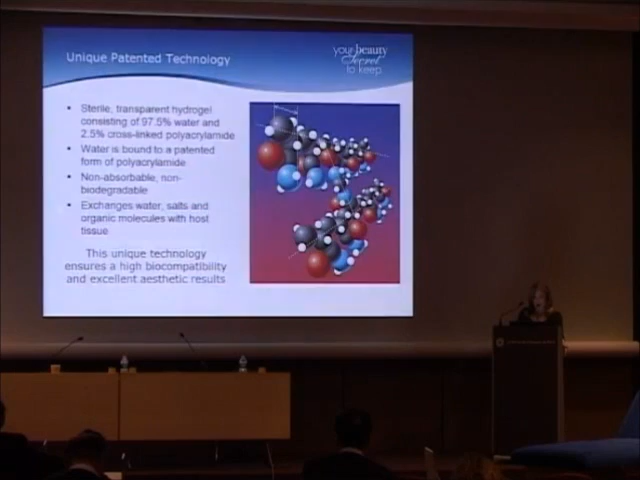 Unique Patented Technology
your beauty
Secret
to keep
• Sterile, transparent hydrogel
consisting of 97.5% water and
2.5% cross-linked polyacrylamide
• Water is bound to a patented
form of polyacrylamide
• Non-absorbable, non-
biodegradable
• Exchanges water, salts and
organic molecules with host
tissue
This unique technology
ensures a high biocompatibility
and excellent aesthetic results